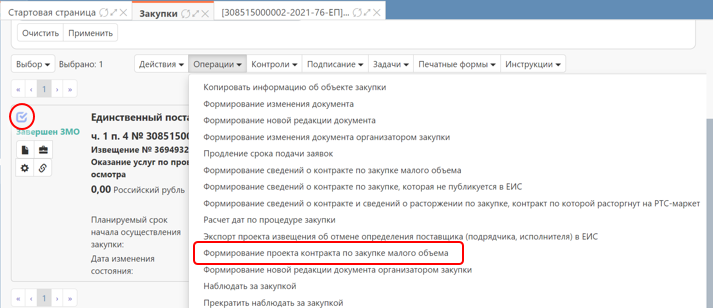 Стартовая страница
Закупки
[308515000002-2021-76-ЕП]...
Очистить Применить
Выбор Выбрано: 1 Действия Операции Контроли Подписание Задачи Печатные формы Инструкции
« ‹ 1 › »
Копировать информацию об объекте закупки
Формирование изменения документа
Формирование новой редакции документа
Формирование изменения документа организатором закупки
Продление срока подачи заявок
Формирование сведений о контракте по закупке малого объема
Формирование сведений о контракте по закупке, которая не публикуется в ЕИС
Формирование сведений о контракте и сведений о расторжении по закупке, контракт по которой расторгнут на РТС-маркет
Расчет дат по процедуре закупки
Экспорт проекта извещения об отмене определения поставщика (подрядчика, исполнителя) в ЕИС
Формирование проекта контракта по закупке малого объема
Формирование новой редакции документа организатором закупки
Наблюдать за закупкой
Прекратить наблюдать за закупкой
Завершен ЗМО
Единственный поста
ч. 1 п. 4 № 30851500
Извещение № 3694932
Оказание услуг по про
осмотра
0,00 Российский рубль
Планируемый срок
начала осуществления
закупки:
Дата изменения
состояния:
« ‹ 1 › »